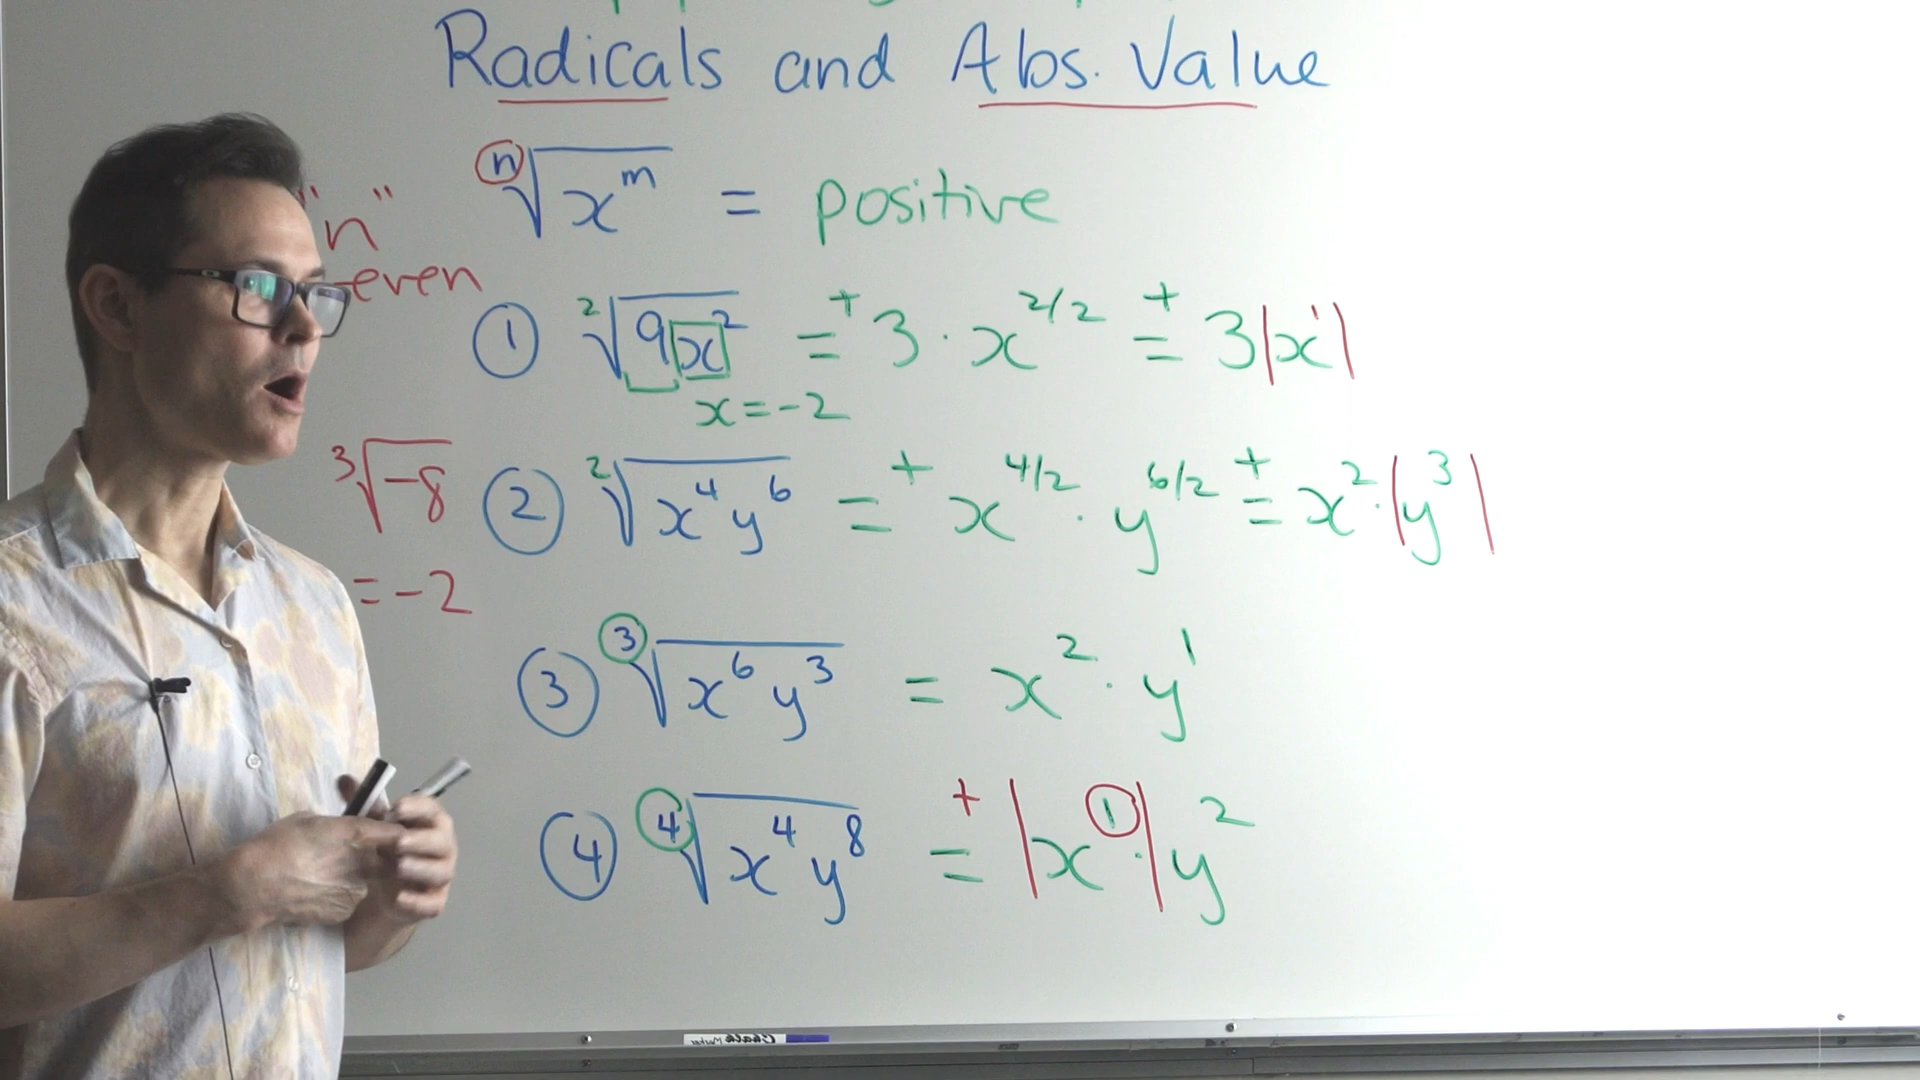 Radicals and Abs. Value
"n" even
ⁿ√(xᵐ) = positive
① ²√(9x²) =⁺ 3 · x^(2/2) =⁺ 3|x¹|
x = -2
³√(-8) = -2
② ²√(x⁴y⁶) =⁺ x^(4/2) · y^(6/2) =⁺ x² · |y³|
③ ³√(x⁶y³) = x² · y¹
④ ⁴√(x⁴y⁸) =⁺ |x¹ ·| y²